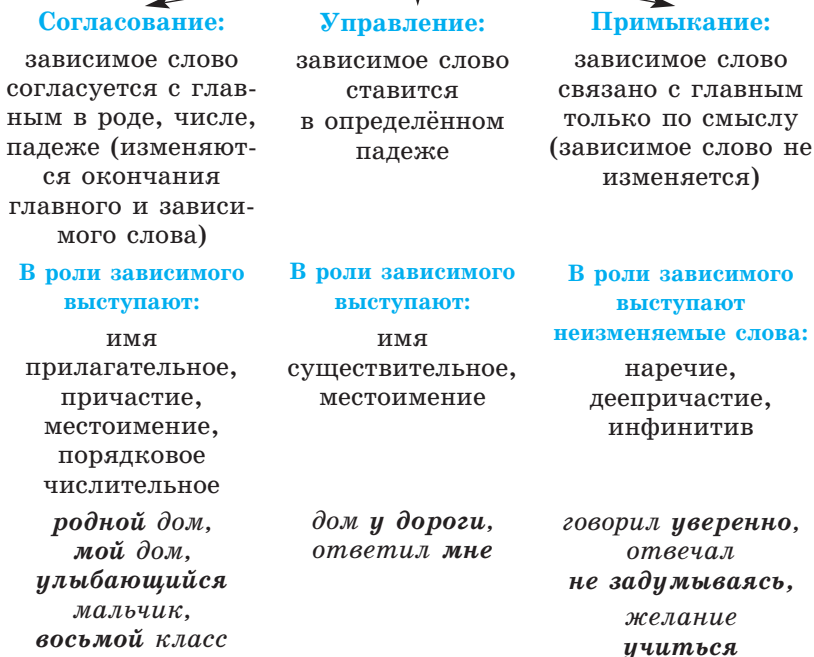 Согласование:
зависимое слово
согласуется с глав-
ным в роде, числе,
падеже (изменяют-
ся окончания
главного и зависи-
мого слова)
В роли зависимого
выступают:
имя
прилагательное,
причастие,
местоимение,
порядковое
числительное
родной дом,
мой дом,
улыбающийся
мальчик,
восьмой класс
Управление:
зависимое слово
ставится
в определённом
падеже
В роли зависимого
выступают:
имя
существительное,
местоимение
дом у дороги,
ответил мне
Примыкание:
зависимое слово
связано с главным
только по смыслу
(зависимое слово не
изменяется)
В роли зависимого
выступают
неизменяемые слова:
наречие,
деепричастие,
инфинитив
говорил уверенно,
отвечал
не задумываясь,
желание
учиться